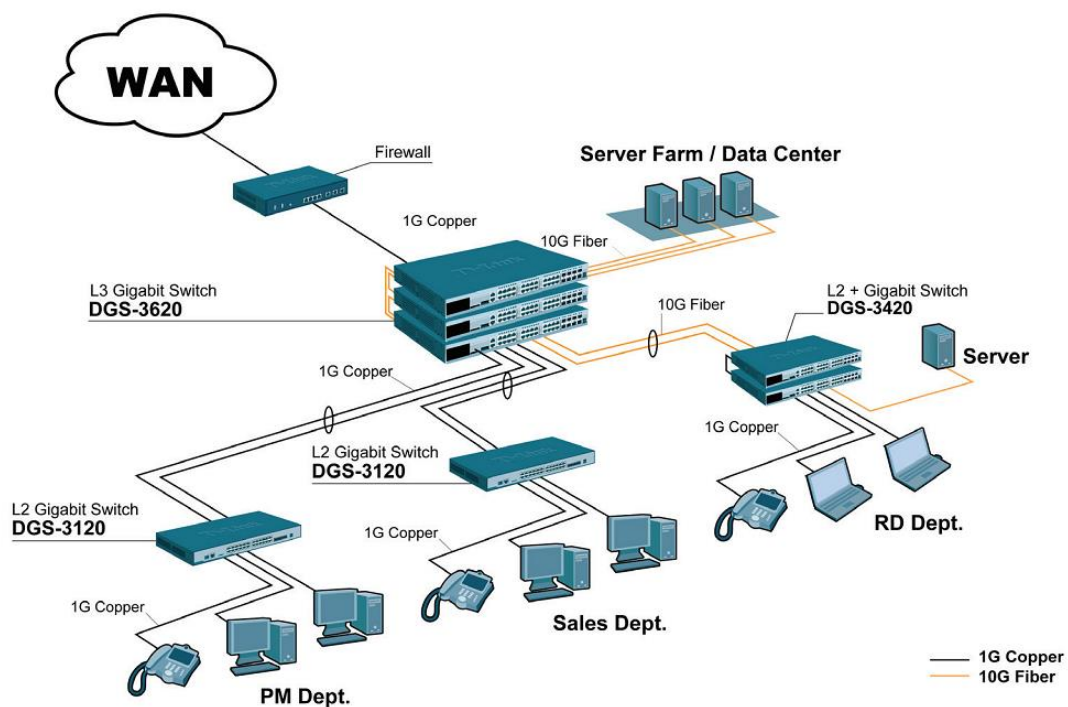 WAN
Firewall
Server Farm / Data Center
1G Copper
10G Fiber
L3 Gigabit Switch
DGS-3620
10G Fiber
L2 + Gigabit Switch
DGS-3420
Server
1G Copper
L2 Gigabit Switch
DGS-3120
1G Copper
L2 Gigabit Switch
DGS-3120
RD Dept.
1G Copper
1G Copper
Sales Dept.
PM Dept.
1G Copper
10G Fiber